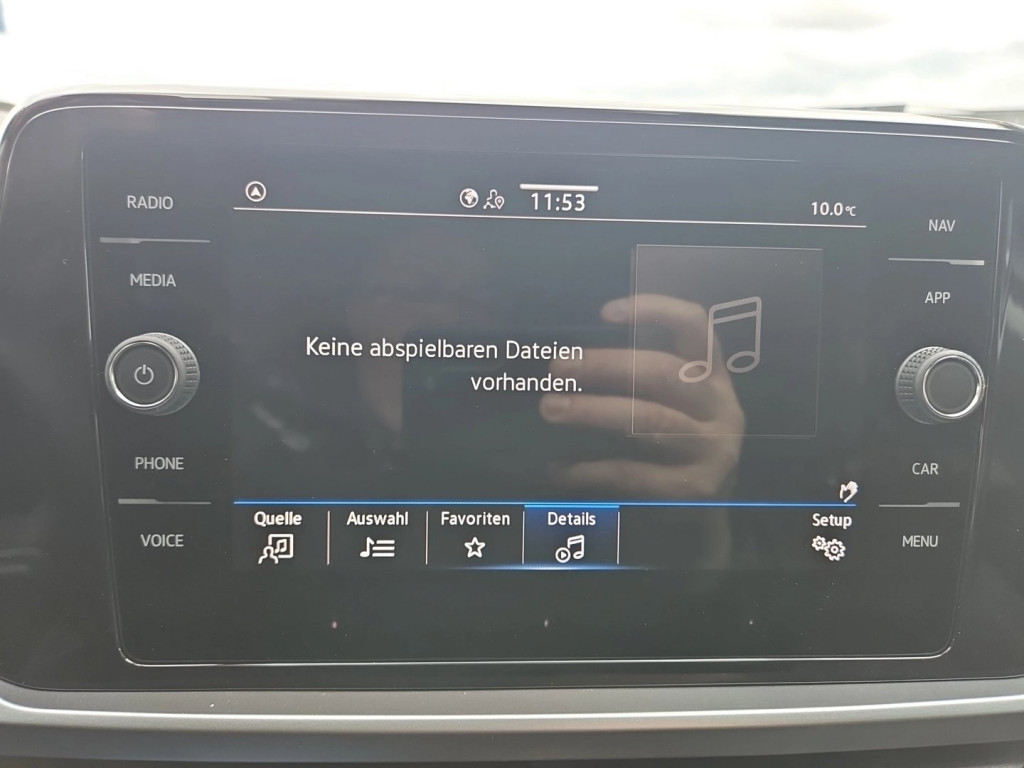 RADIO
MEDIA
PHONE
VOICE
11:53
10.0°C
Keine abspielbaren Dateien
vorhanden.
Quelle
Auswahl
Favoriten
Details
Setup
NAV
APP
CAR
MENU